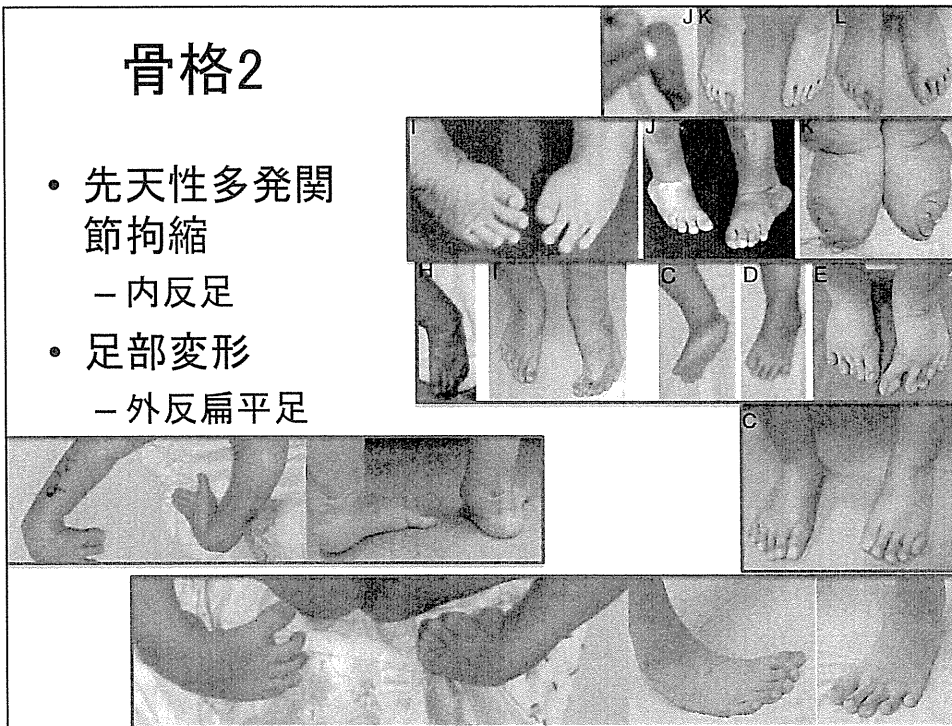 骨格2
• 先天性多発関
節拘縮
– 内反足
• 足部変形
– 外反扁平足
J K L
I J K
H I C D E
C